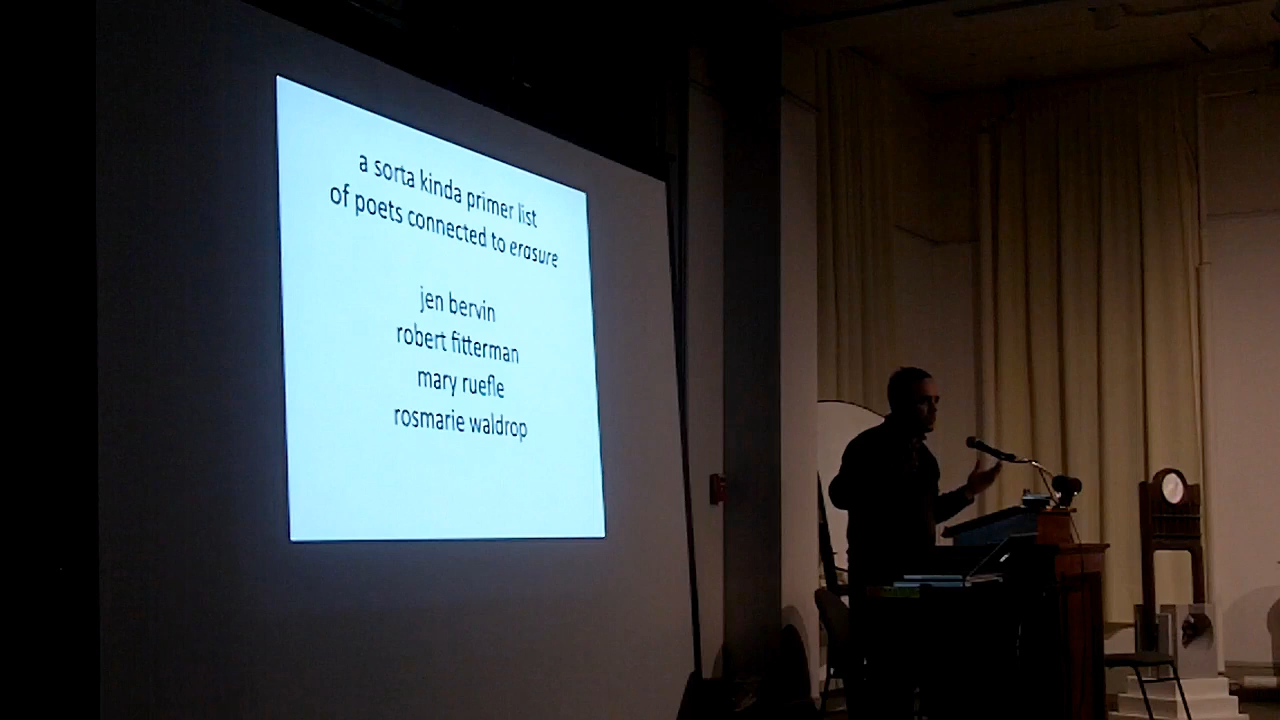 a sorta kinda primer list
of poets connected to erasure
jen bervin
robert fitterman
mary ruefle
rosmarie waldrop